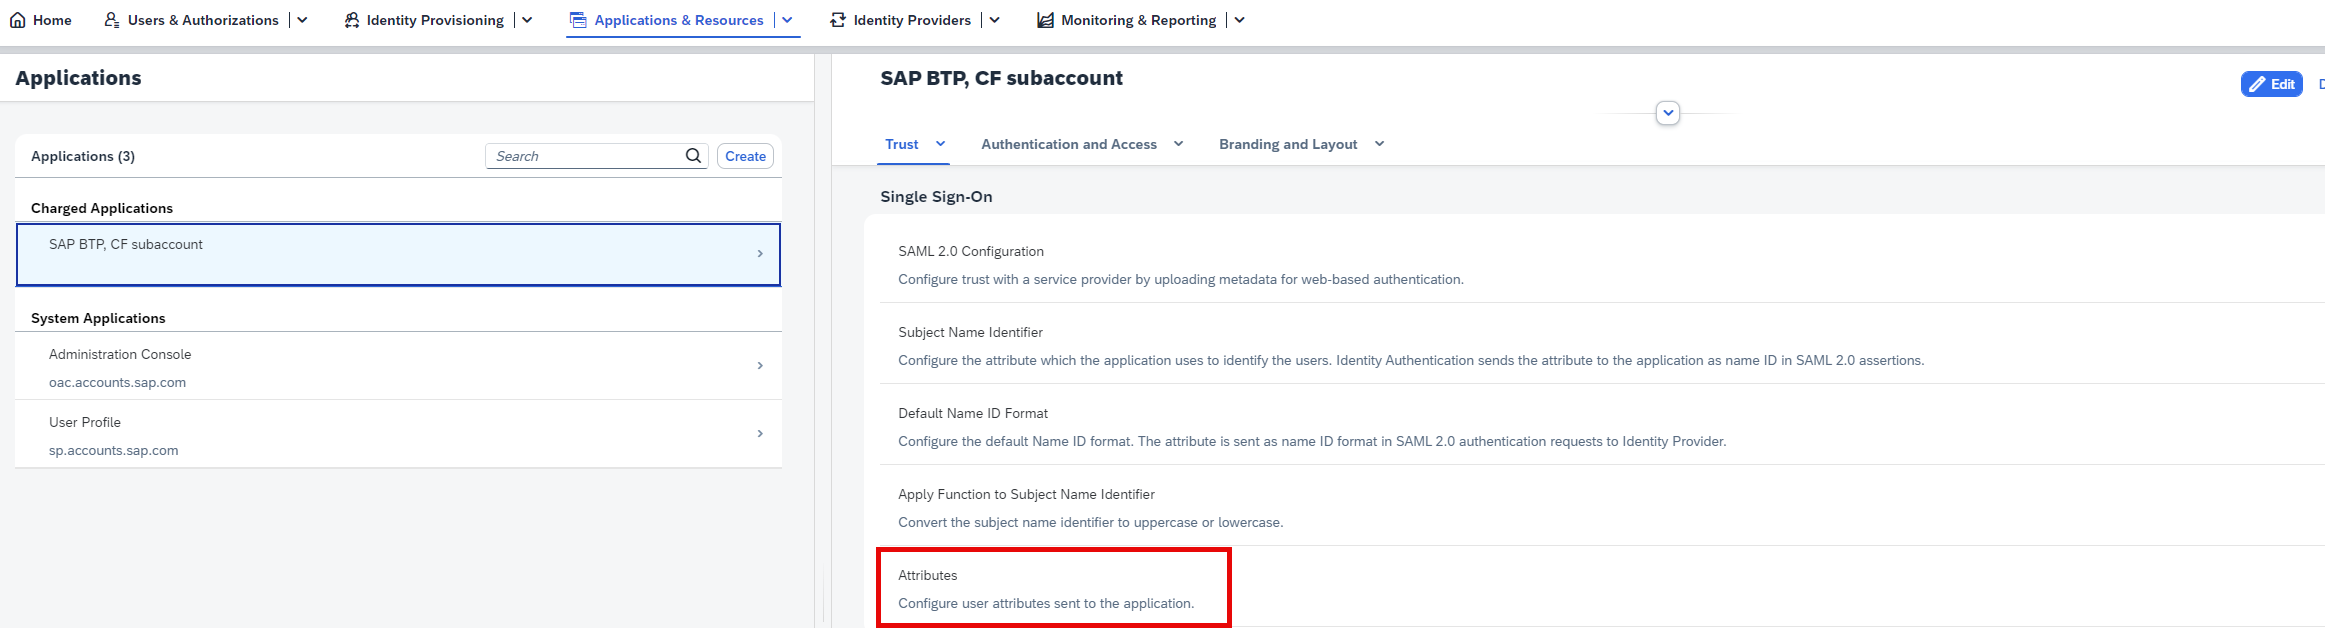 Home
Users & Authorizations
Identity Provisioning
Applications & Resources
Identity Providers
Monitoring & Reporting
Applications
Applications (3)
Search
Create
Charged Applications
SAP BTP, CF subaccount
System Applications
Administration Console
oac.accounts.sap.com
User Profile
sp.accounts.sap.com
SAP BTP, CF subaccount
Edit
Trust
Authentication and Access
Branding and Layout
Single Sign-On
SAML 2.0 Configuration
Configure trust with a service provider by uploading metadata for web-based authentication.
Subject Name Identifier
Configure the attribute which the application uses to identify the users. Identity Authentication sends the attribute to the application as name ID in SAML 2.0 assertions.
Default Name ID Format
Configure the default Name ID format. The attribute is sent as name ID format in SAML 2.0 authentication requests to Identity Provider.
Apply Function to Subject Name Identifier
Convert the subject name identifier to uppercase or lowercase.
Attributes
Configure user attributes sent to the application.